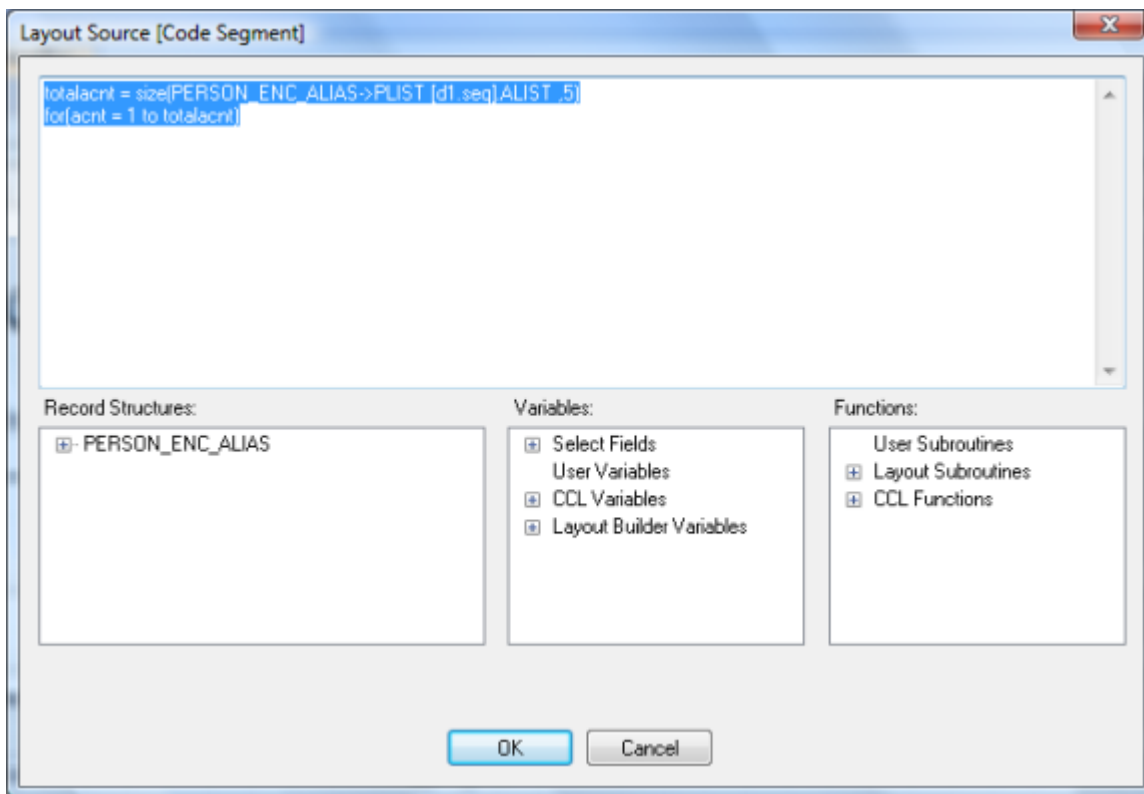 Layout Source [Code Segment]
totalacnt = size(PERSON_ENC_ALIAS->PLIST [d1.seq].ALIST ,5)
for(acnt = 1 to totalacnt)
Record Structures:
PERSON_ENC_ALIAS
Variables:
Select Fields
User Variables
CCL Variables
Layout Builder Variables
Functions:
User Subroutines
Layout Subroutines
CCL Functions
OK
Cancel